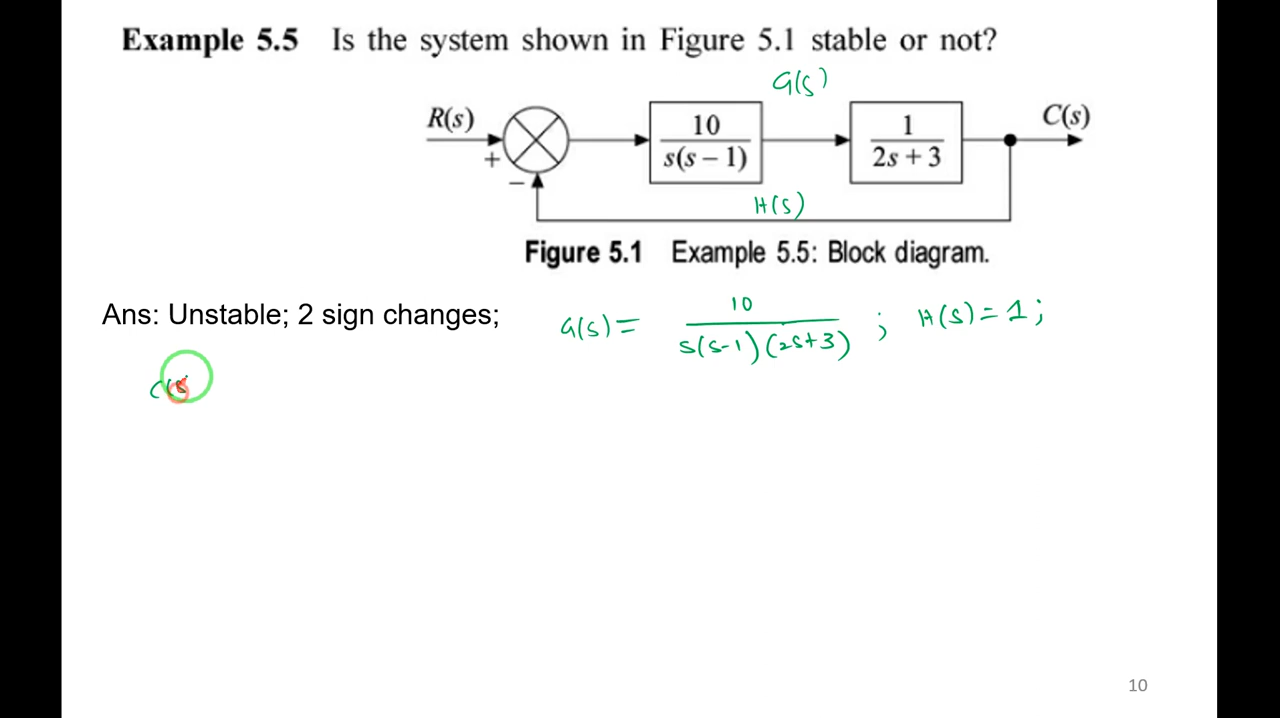 Example 5.5 Is the system shown in Figure 5.1 stable or not?
G(s)
R(s)
+
−
10
s(s − 1)
1
2s + 3
C(s)
H(s)
Figure 5.1 Example 5.5: Block diagram.
Ans: Unstable; 2 sign changes;
G(s) = 10 / s(s-1)(2s+3) ; H(s) = 1;
C(s
10